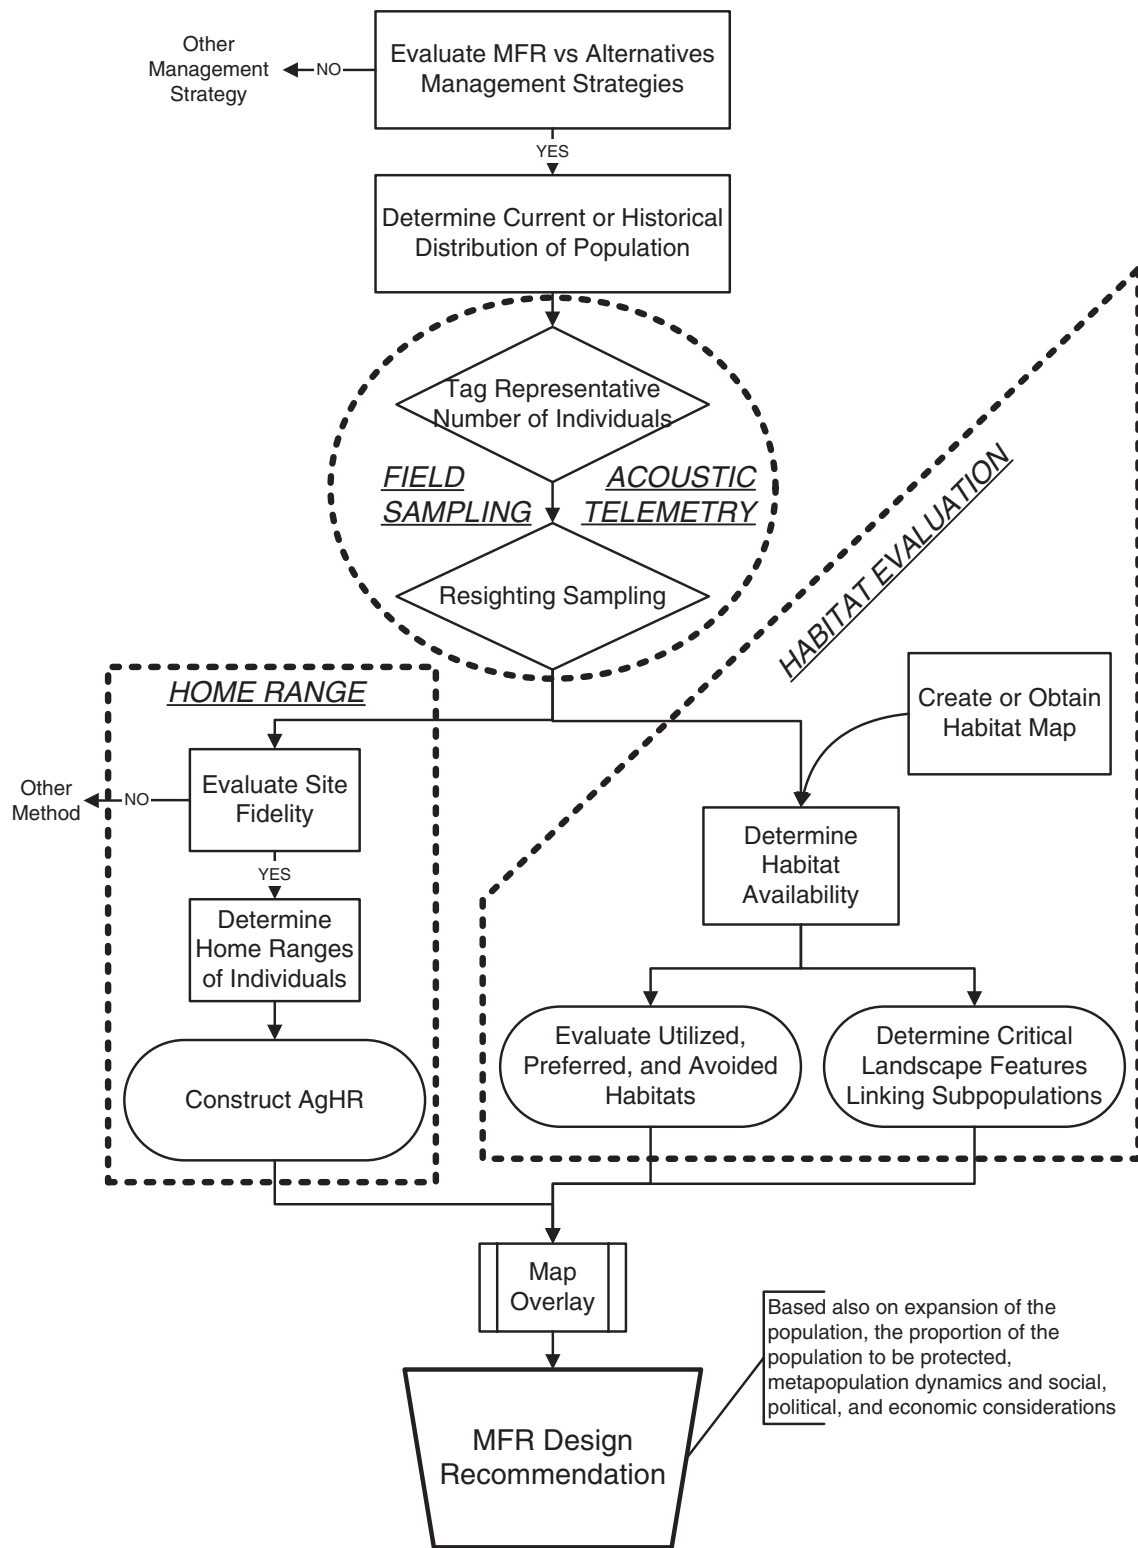 Other
Management
Strategy
NO
Evaluate MFR vs Alternatives
Management Strategies
YES
Determine Current or Historical
Distribution of Population
Tag Representative
Number of Individuals
FIELD
SAMPLING
ACOUSTIC
TELEMETRY
Resighting Sampling
HABITAT EVALUATION
HOME RANGE
Create or Obtain
Habitat Map
Other
Method
NO
Evaluate Site
Fidelity
YES
Determine
Home Ranges
of Individuals
Construct AgHR
Determine
Habitat
Availability
Evaluate Utilized,
Preferred, and Avoided
Habitats
Determine Critical
Landscape Features
Linking Subpopulations
Map
Overlay
Based also on expansion of the
population, the proportion of the
population to be protected,
metapopulation dynamics and social,
political, and economic considerations
MFR Design
Recommendation